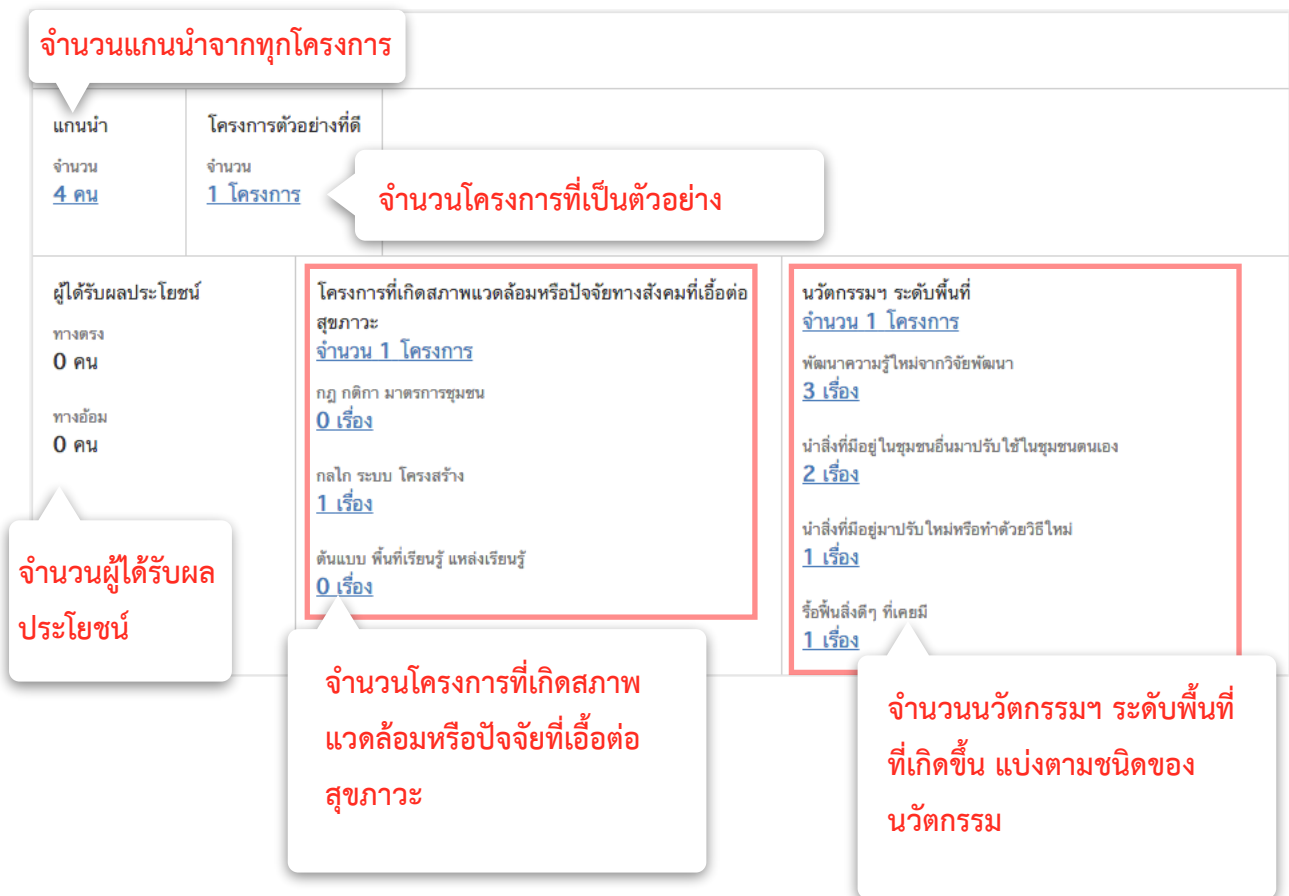 จำนวนแกนนำจากทุกโครงการ
แกนนำ
จำนวน
4 คน
โครงการตัวอย่างที่ดี
จำนวน
1 โครงการ
จำนวนโครงการที่เป็นตัวอย่าง
ผู้ได้รับผลประโยชน์
ทางตรง
0 คน
ทางอ้อม
0 คน
จำนวนผู้ได้รับผล
ประโยชน์
โครงการที่เกิดสภาพแวดล้อมหรือปัจจัยทางสังคมที่เอื้อต่อ
สุขภาวะ
จำนวน 1 โครงการ
กฎ กติกา มาตรการชุมชน
0 เรื่อง
กลไก ระบบ โครงสร้าง
1 เรื่อง
ต้นแบบ พื้นที่เรียนรู้ แหล่งเรียนรู้
0 เรื่อง
จำนวนโครงการที่เกิดสภาพ
แวดล้อมหรือปัจจัยที่เอื้อต่อ
สุขภาวะ
นวัตกรรมฯ ระดับพื้นที่
จำนวน 1 โครงการ
พัฒนาความรู้ใหม่จากวิจัยพัฒนา
3 เรื่อง
นำสิ่งที่มีอยู่ในชุมชนอื่นมาปรับใช้ในชุมชนตนเอง
2 เรื่อง
นำสิ่งที่มีอยู่มาปรับใหม่หรือทำด้วยวิธีใหม่
1 เรื่อง
รื้อฟื้นสิ่งดีๆ ที่เคยมี
1 เรื่อง
จำนวนนวัตกรรมฯ ระดับพื้นที่
ที่เกิดขึ้น แบ่งตามชนิดของ
นวัตกรรม